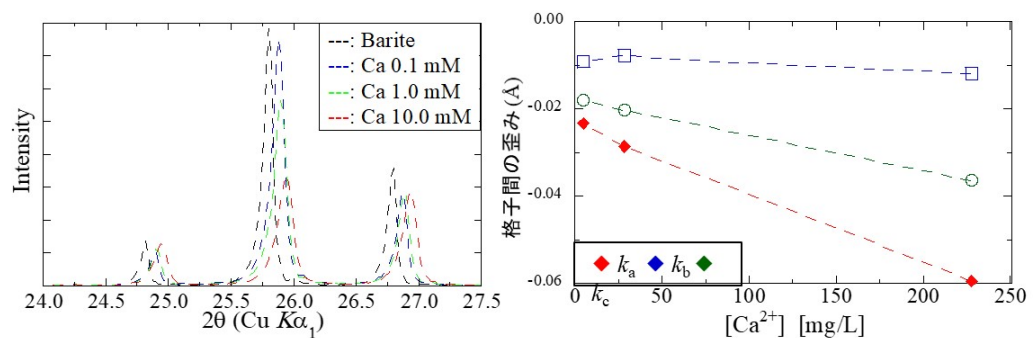 Intensity
: Barite
: Ca 0.1 mM
: Ca 1.0 mM
: Ca 10.0 mM
24.0 24.5 25.0 25.5 26.0 26.5 27.0 27.5
2θ (Cu Kα1)
格子間の歪み (Å)
0.00
-0.02
-0.04
-0.06
ka kb
kc
0 50 100 150 200 250
[Ca2+] [mg/L]